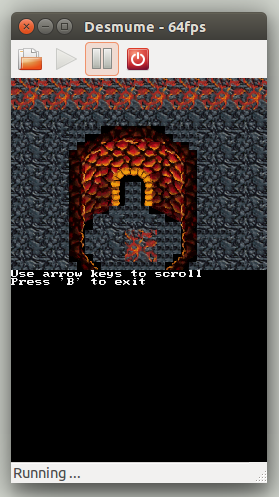 Desmume - 64fps
Use arrow keys to scroll
Press 'B' to exit
Running ...